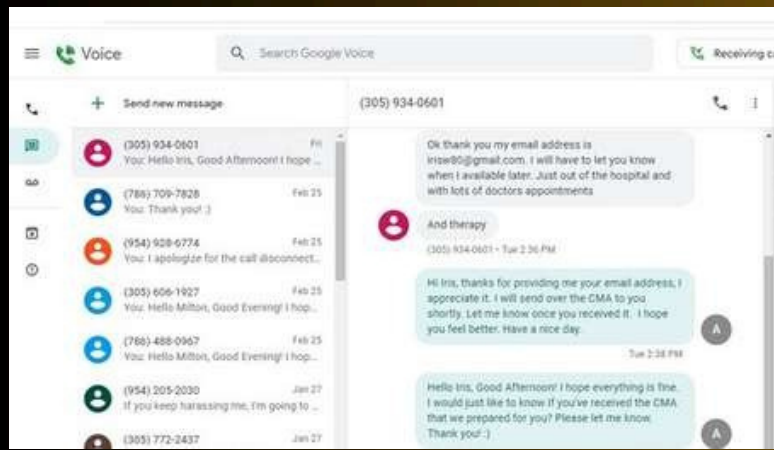 Voice
Search Google Voice
Receiving ca
Send new message
(305) 934-0601
(305) 934-0601
Fri
You: Hello Iris, Good Afternoon! I hope ...
(786) 709-7828
Feb 25
You: Thank you! :)
(954) 928-6774
Feb 25
You: I apologize for the call disconnect...
(305) 606-1927
Feb 25
You: Hello Milton, Good Evening! I hop...
(786) 488-0967
Feb 25
You: Hello Milton, Good Evening! I hop...
(954) 205-2030
Jan 27
If you keep harassing me, I'm going to ...
(305) 772-2437
Jan 27
Ok thank you my email address is
irisw80@gmail.com. I will have to let you know
when I available later. Just out of the hospital and
with lots of doctors appointments
And therapy
(305) 934-0601 • Tue 2:36 PM
Hi Iris, thanks for providing me your email address, I
appreciate it. I will send over the CMA to you
shortly. Let me know once you received it. I hope
you feel better. Have a nice day.
A
Tue 2:38 PM
Hello Iris, Good Afternoon! I hope everything is fine.
I would just like to know if you've received the CMA
that we prepared for you? Please let me know.
Thank you! :)
A